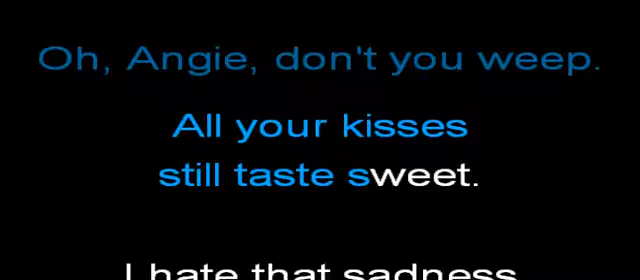 Oh, Angie, don't you weep.
All your kisses
still taste sweet.
I hate that sadness